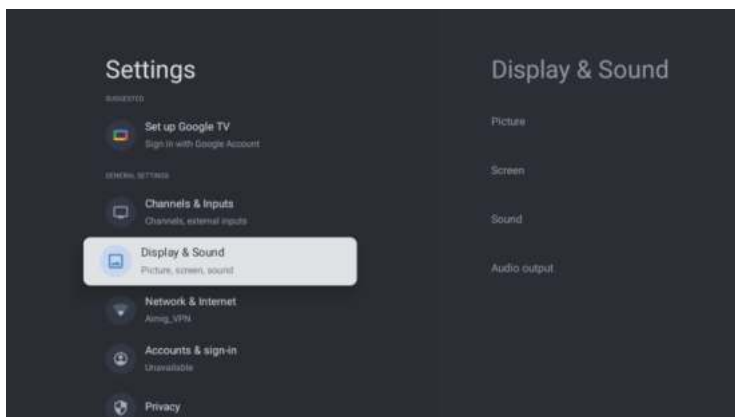 Settings
SUGGESTED
Set up Google TV
Sign in with Google Account
GENERAL SETTINGS
Channels & Inputs
Channels, external inputs
Display & Sound
Picture, screen, sound
Network & Internet
Aimig_VPN
Accounts & sign-in
Unavailable
Privacy
Display & Sound
Picture
Screen
Sound
Audio output